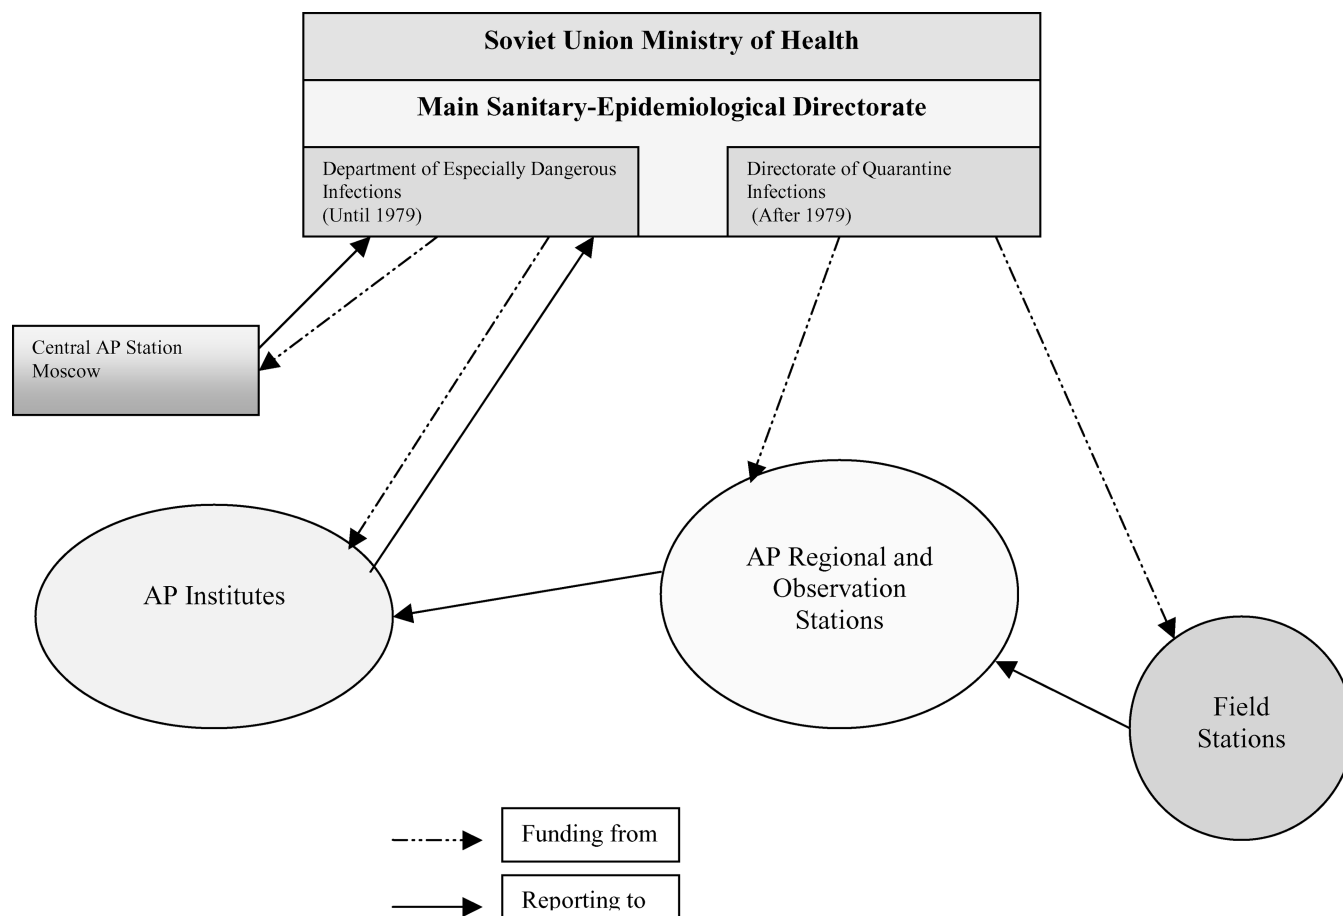 Soviet Union Ministry of Health
Main Sanitary-Epidemiological Directorate
Department of Especially Dangerous
Infections
(Until 1979)
Directorate of Quarantine
Infections
(After 1979)
Central AP Station
Moscow
AP Institutes
AP Regional and
Observation
Stations
Field
Stations
Funding from
Reporting to